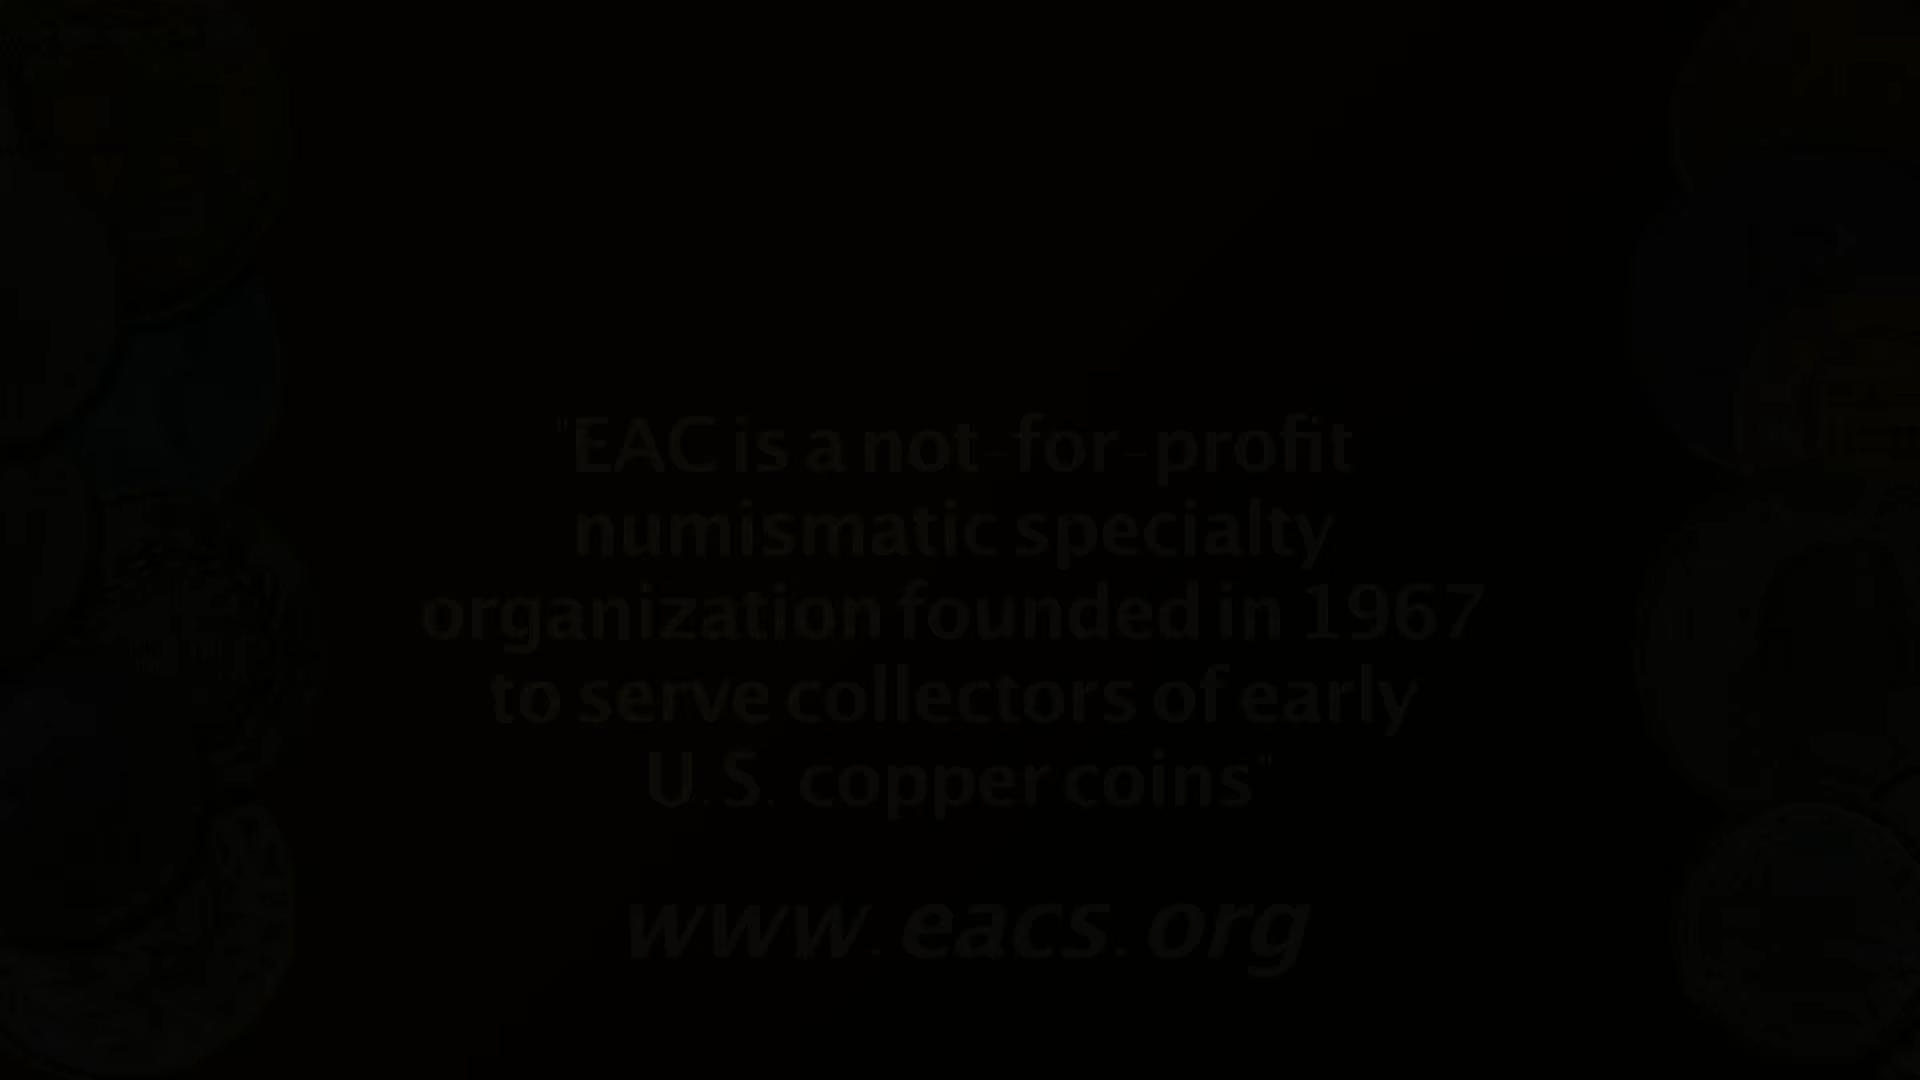 "EAC is a not-for-profit
numismatic specialty
organization founded in 1967
to serve collectors of early
U.S. copper coins"
www.eacs.org